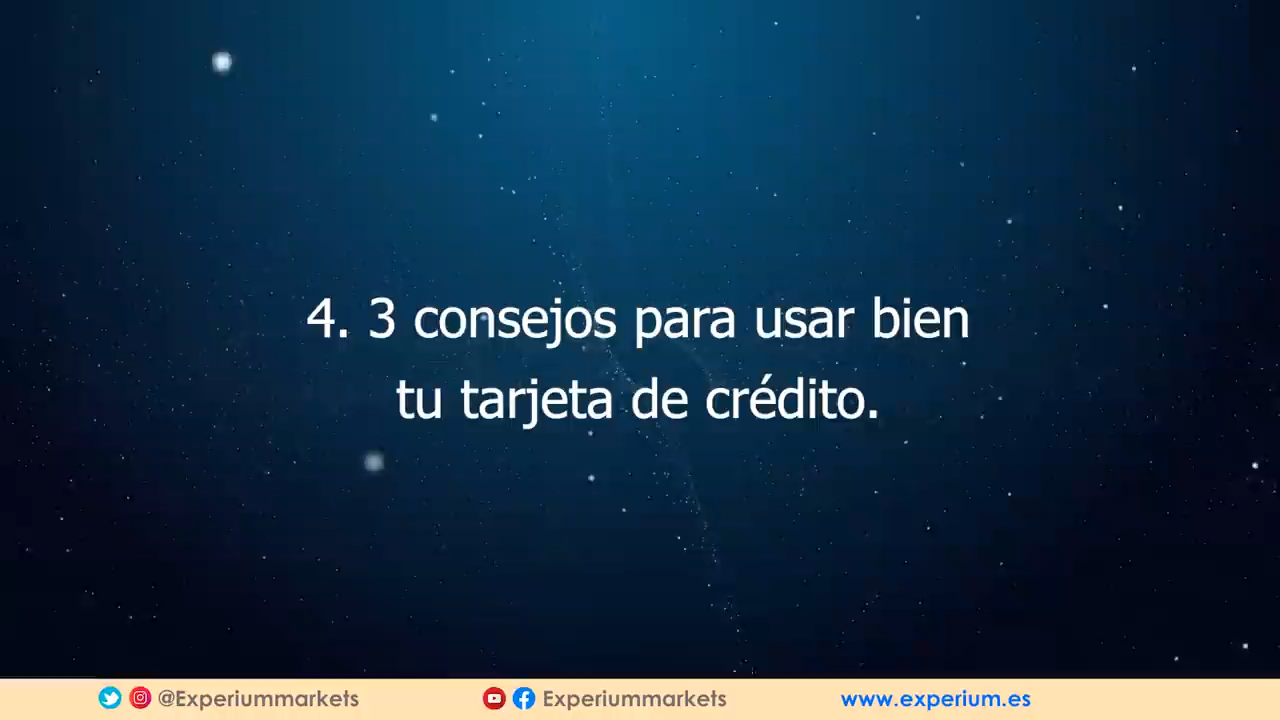 4. 3 consejos para usar bien
tu tarjeta de crédito.
@Experiummarkets Experiummarkets www.experium.es